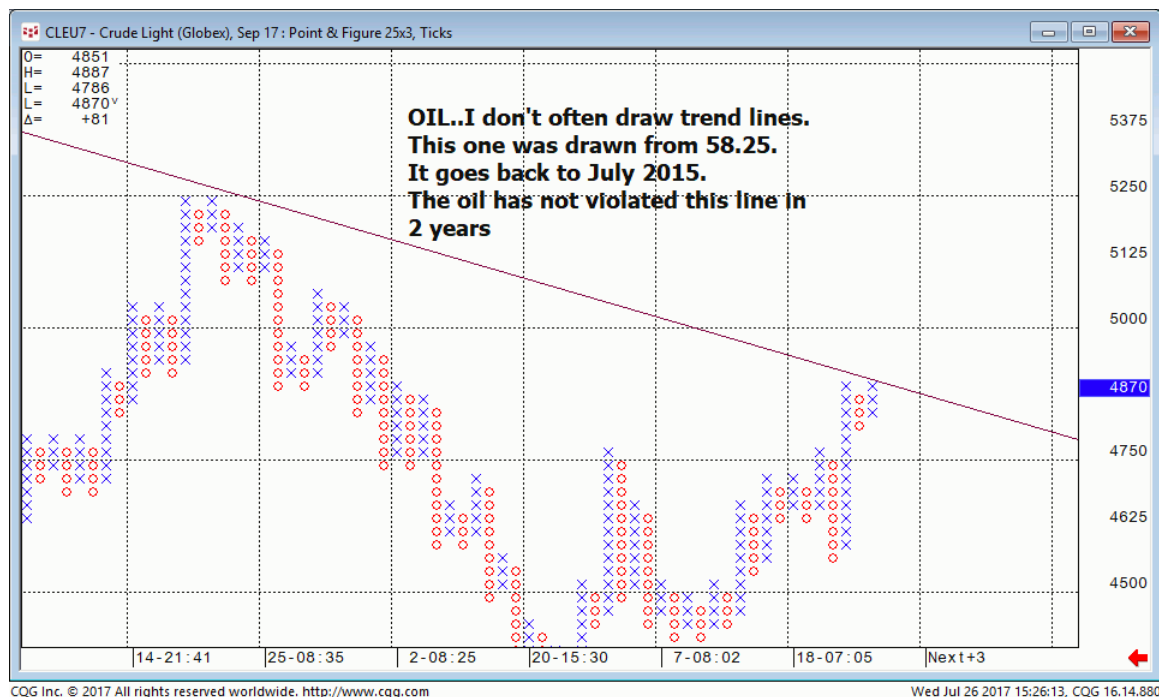 CLEU7 - Crude Light (Globex), Sep 17 : Point & Figure 25x3, Ticks
O= 4851
H= 4887
L= 4786
L= 4870v
Δ= +81
OIL..I don't often draw trend lines.
This one was drawn from 58.25.
It goes back to July 2015.
The oil has not violated this line in
2 years
5375
5250
5125
5000
4870
4750
4625
4500
14-21:41 25-08:35 2-08:25 20-15:30 7-08:02 18-07:05 Next+3
CQG Inc. © 2017 All rights reserved worldwide. http://www.cqg.com Wed Jul 26 2017 15:26:13, CQG 16.14.880